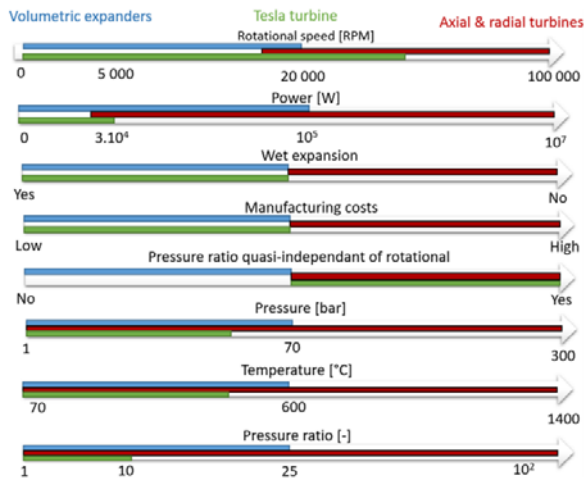 Volumetric expanders Tesla turbine Axial & radial turbines
Rotational speed [RPM]
0 5 000 20 000 100 000
Power [W]
0 3.10⁴ 10⁵ 10⁷
Wet expansion
Yes No
Manufacturing costs
Low High
Pressure ratio quasi-independant of rotational
No Yes
Pressure [bar]
1 70 300
Temperature [°C]
70 600 1400
Pressure ratio [-]
1 10 25 10²